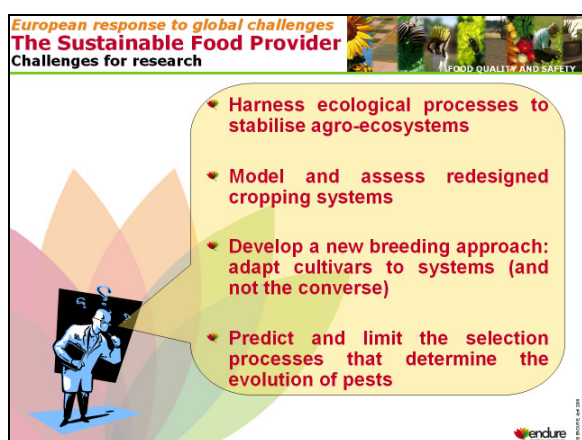 European response to global challenges
The Sustainable Food Provider
Challenges for research
FOOD QUALITY AND SAFETY
Harness ecological processes to
stabilise agro-ecosystems
Model and assess redesigned
cropping systems
Develop a new breeding approach:
adapt cultivars to systems (and
not the converse)
Predict and limit the selection
processes that determine the
evolution of pests
? ? ?
endure